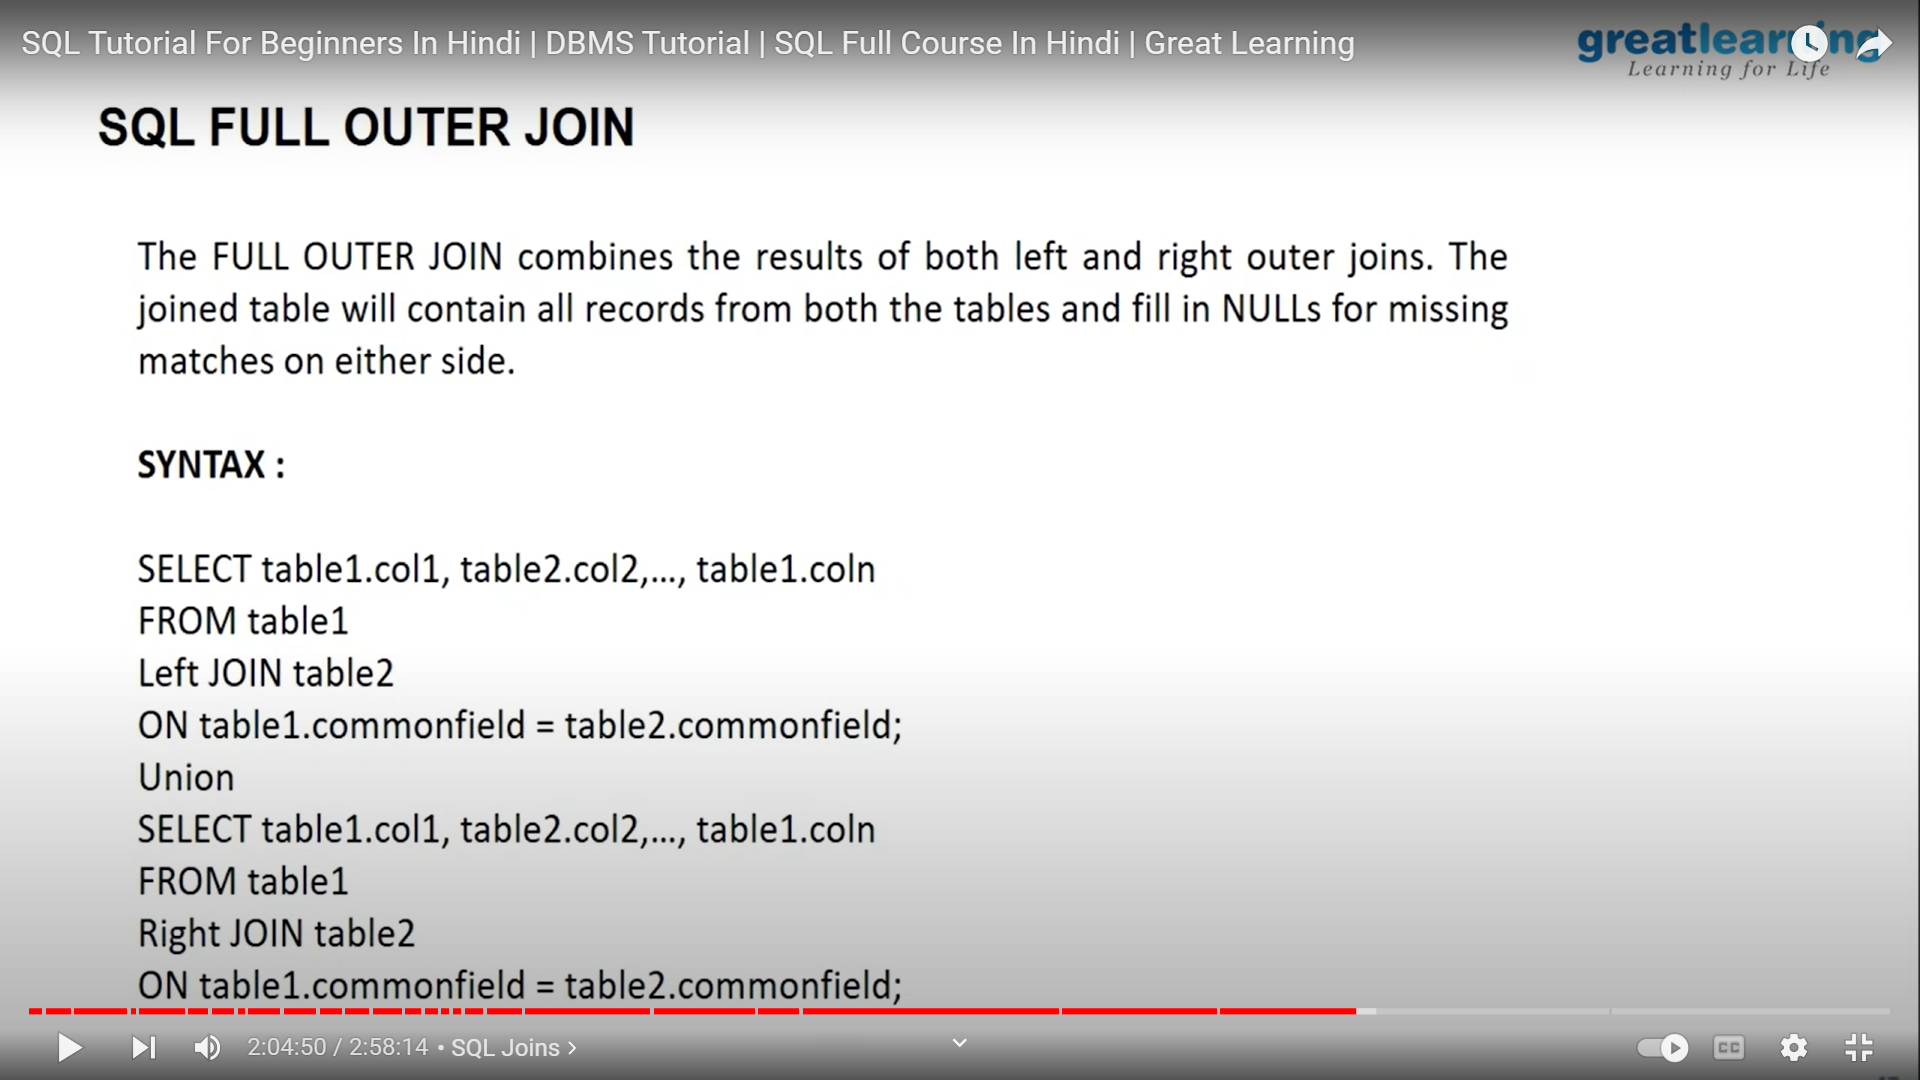 SQL Tutorial For Beginners In Hindi | DBMS Tutorial | SQL Full Course In Hindi | Great Learning
greatlearning
Learning for Life
SQL FULL OUTER JOIN
The FULL OUTER JOIN combines the results of both left and right outer joins. The
joined table will contain all records from both the tables and fill in NULLs for missing
matches on either side.
SYNTAX :
SELECT table1.col1, table2.col2,..., table1.coln
FROM table1
Left JOIN table2
ON table1.commonfield = table2.commonfield;
Union
SELECT table1.col1, table2.col2,..., table1.coln
FROM table1
Right JOIN table2
ON table1.commonfield = table2.commonfield;
2:04:50 / 2:58:14 • SQL Joins >
CC